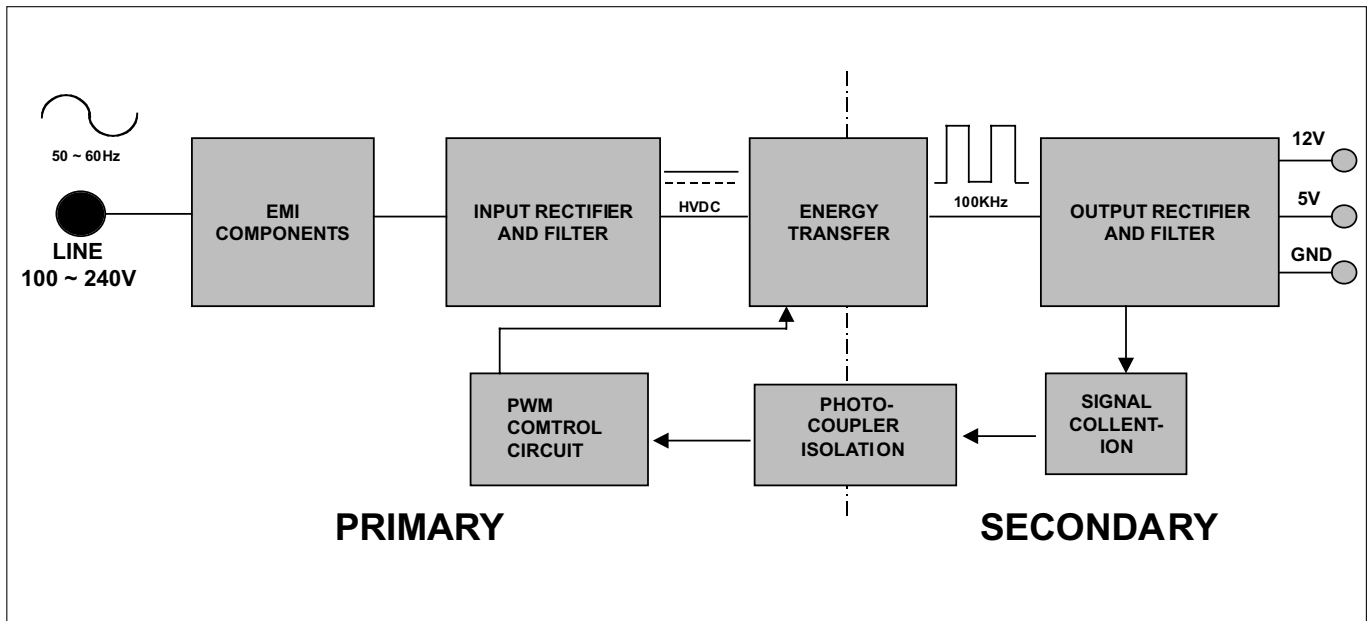 50 ~ 60Hz
LINE
100 ~ 240V
EMI
COMPONENTS
INPUT RECTIFIER
AND FILTER
HVDC
ENERGY
TRANSFER
100KHz
OUTPUT RECTIFIER
AND FILTER
12V
5V
GND
PWM
COMTROL
CIRCUIT
PHOTO-
COUPLER
ISOLATION
SIGNAL
COLLENT-
ION
PRIMARY
SECONDARY